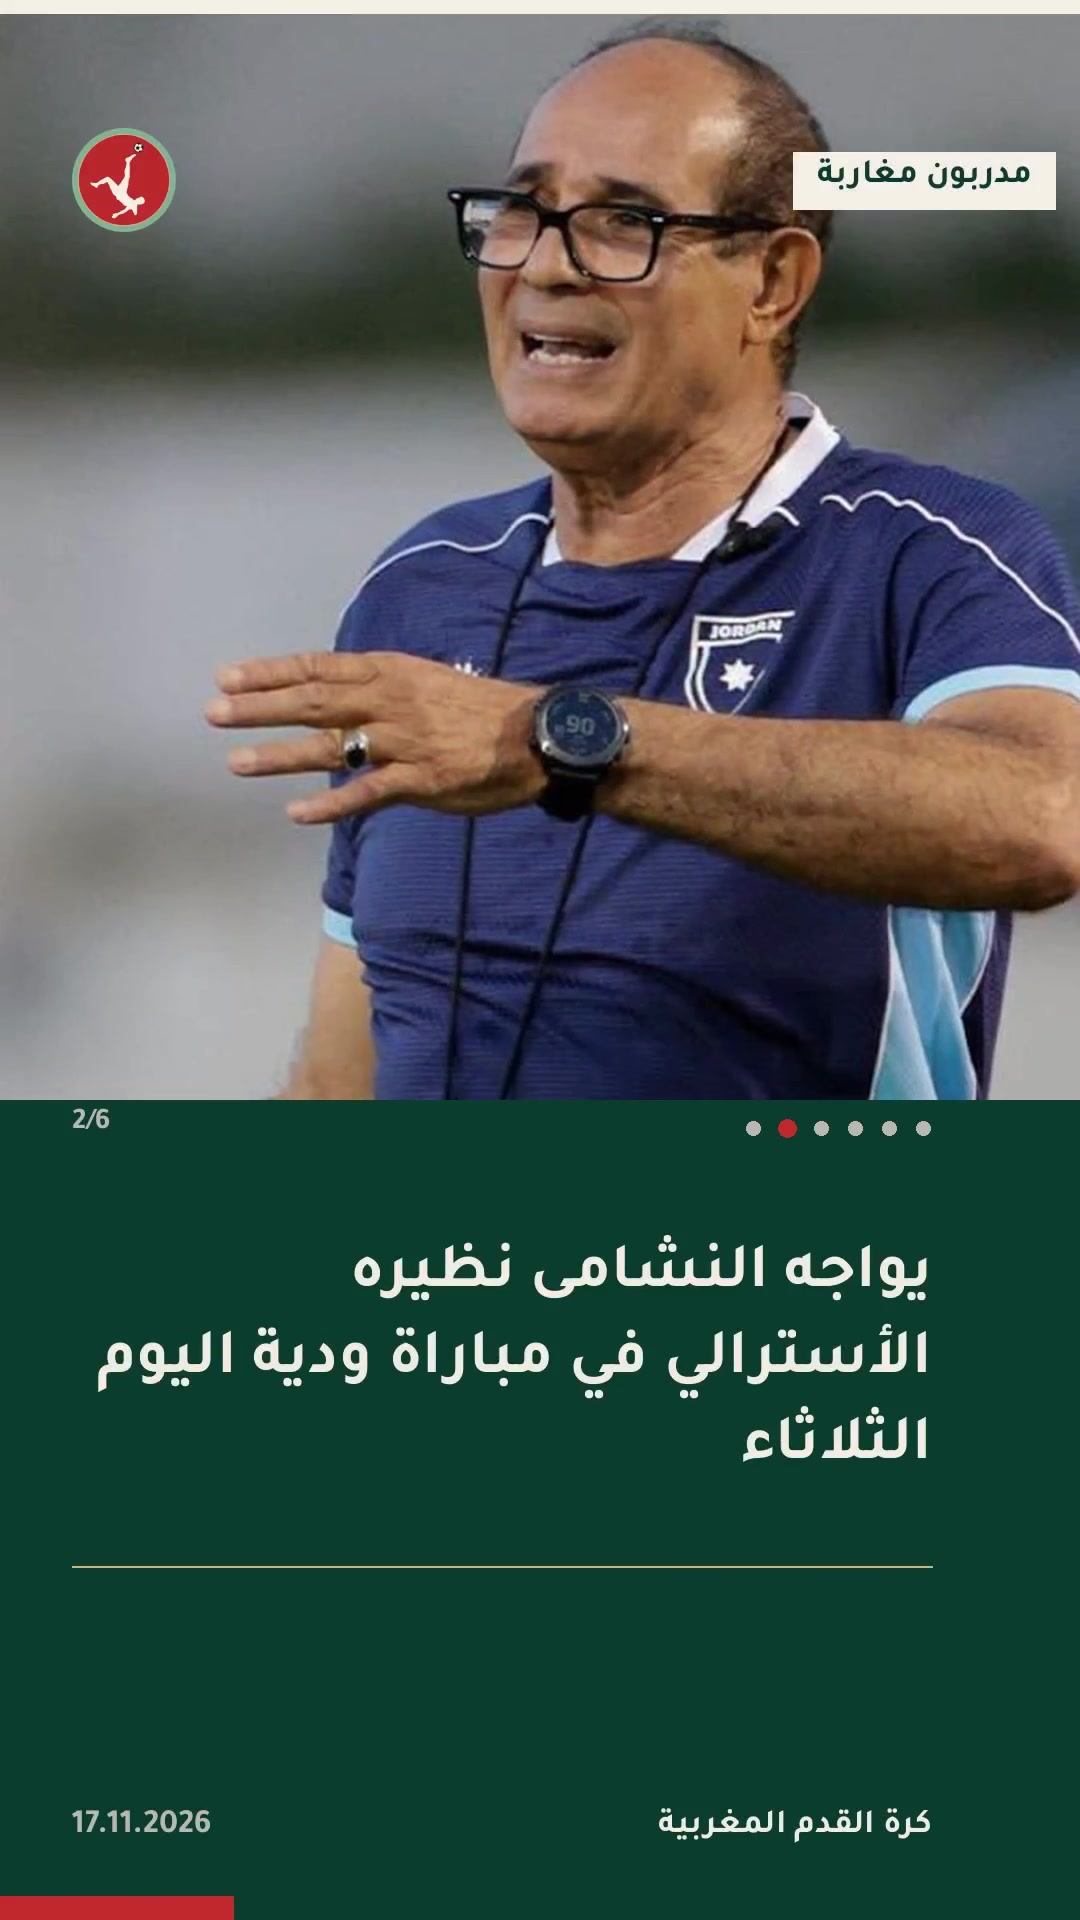 مدربون مغاربة
JORDAN
90
2/6
يواجه النشامى نظيره
الأسترالي في مباراة ودية اليوم
الثلاثاء
17.11.2026
كرة القدم المغربية